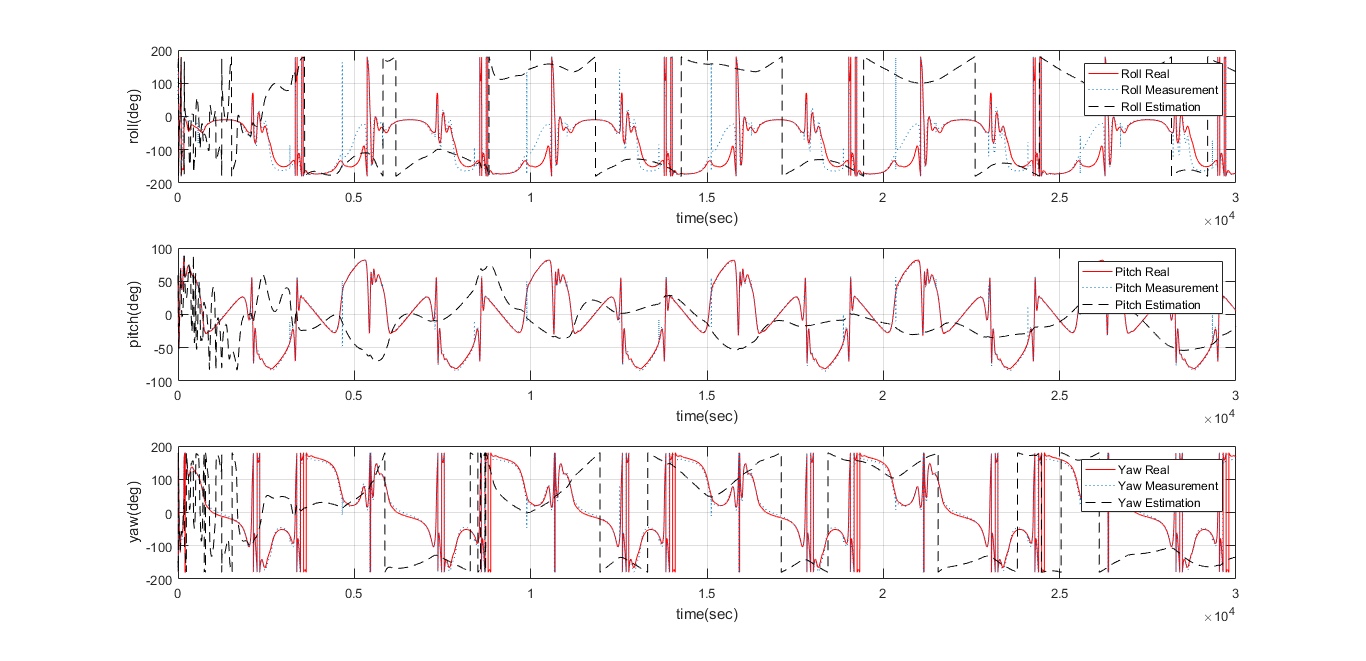 200
100
0
-100
-200
roll(deg)
Roll Real
Roll Measurement
Roll Estimation
0
0.5
1
1.5
2
2.5
3
time(sec)
×10^4
100
50
0
-50
-100
pitch(deg)
Pitch Real
Pitch Measurement
Pitch Estimation
0
0.5
1
1.5
2
2.5
3
time(sec)
×10^4
200
100
0
-100
-200
yaw(deg)
Yaw Real
Yaw Measurement
Yaw Estimation
0
0.5
1
1.5
2
2.5
3
time(sec)
×10^4